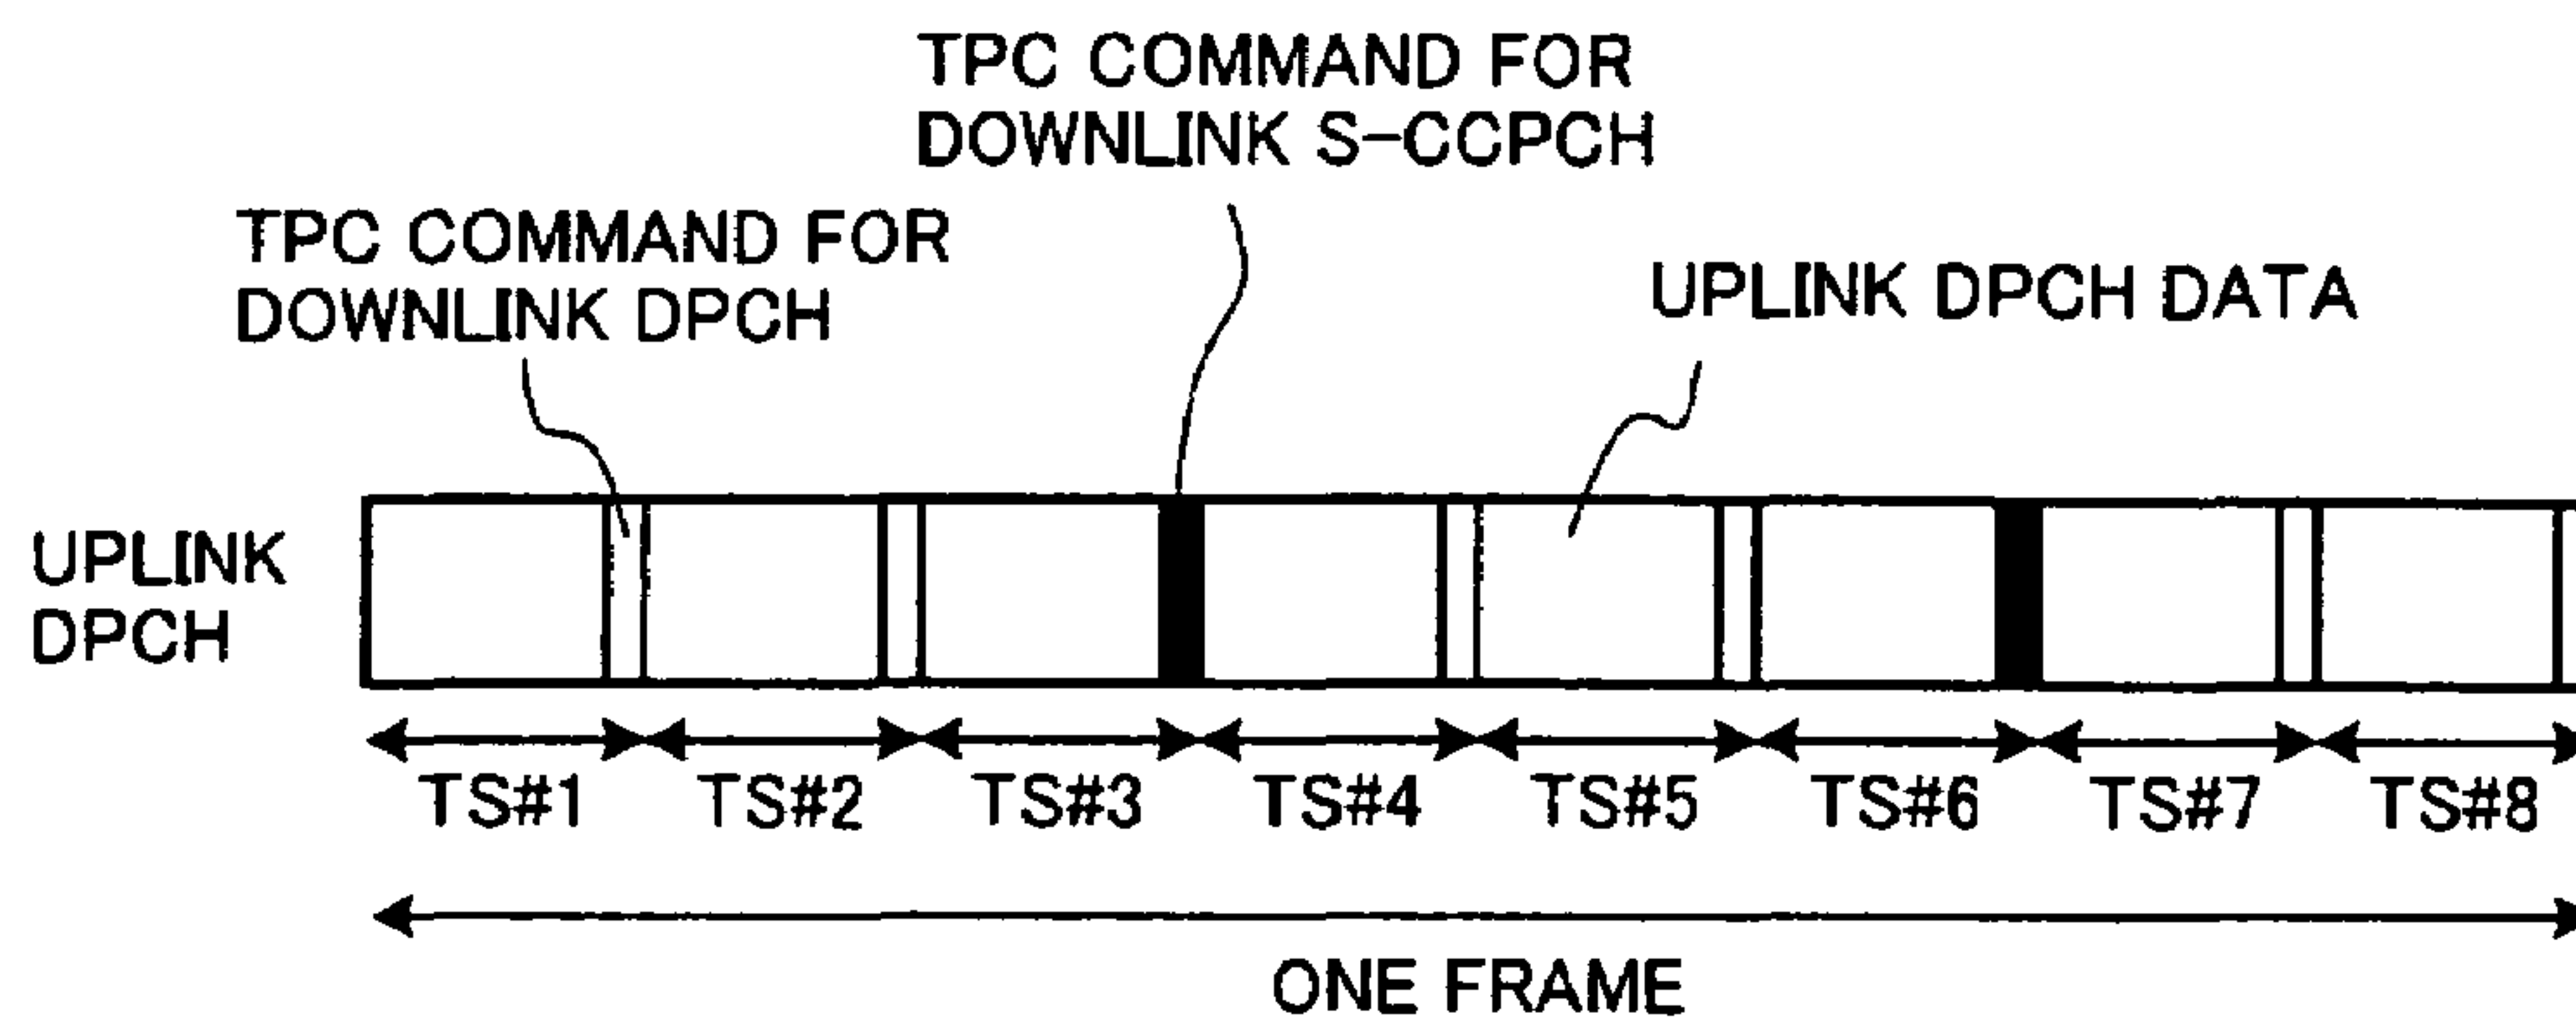 TPC COMMAND FOR
DOWNLINK S-CCPCH
TPC COMMAND FOR
DOWNLINK DPCH
UPLINK DPCH DATA
UPLINK
DPCH
TS#1 TS#2 TS#3 TS#4 TS#5 TS#6 TS#7 TS#8
ONE FRAME